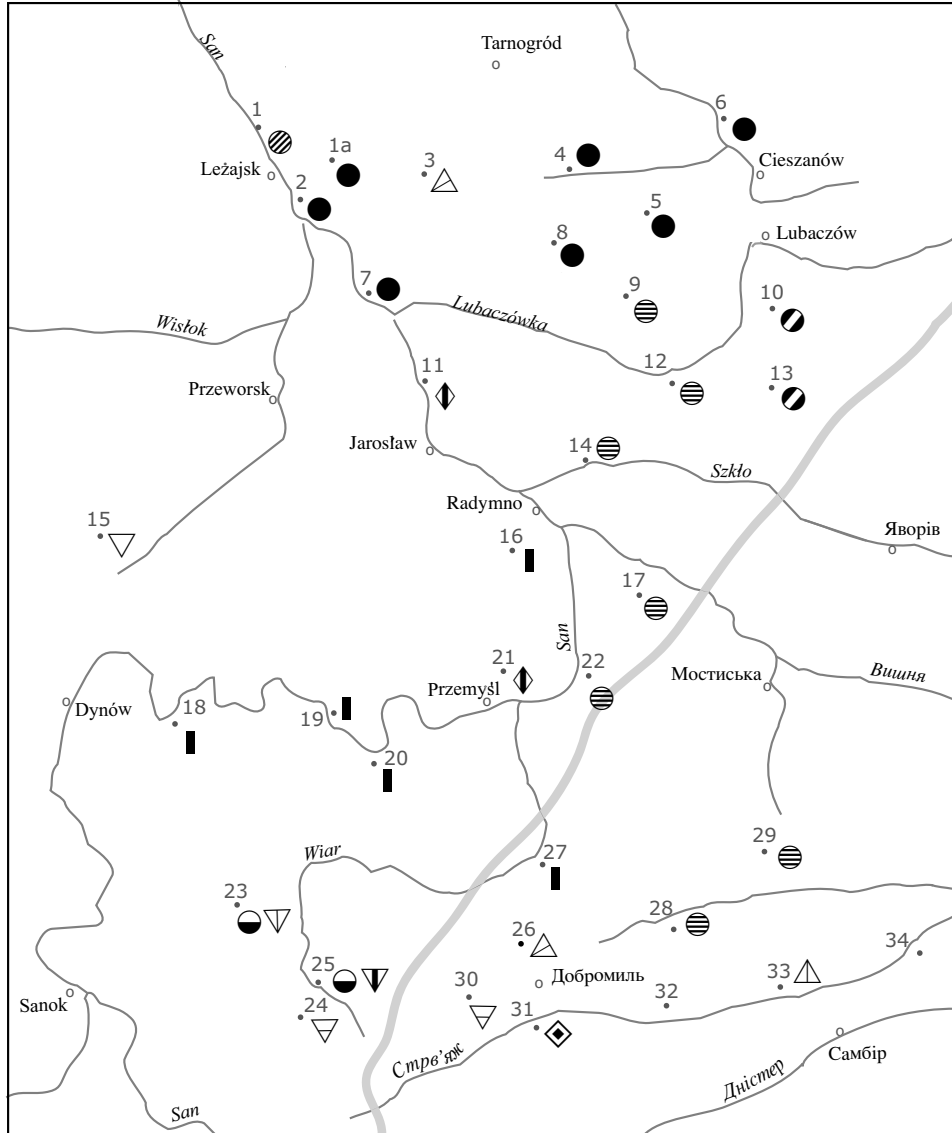 San
Tarnogród
1
6
1a
3
4
Cieszanów
Leżajsk
2
5
8
Lubaczów
7
9
10
Wisłok
Lubaczówka
11
12
13
Przeworsk
Jarosław
14
Szkło
15
Radymno
16
Яворів
17
San
21
22
Przemyśl
Мостиська
Вишня
Dynów
18
19
20
Wiar
27
29
23
26
28
34
25
30
Добромиль
33
Sanok
24
31
32
Стрв’яж
Самбір
Дністер
San